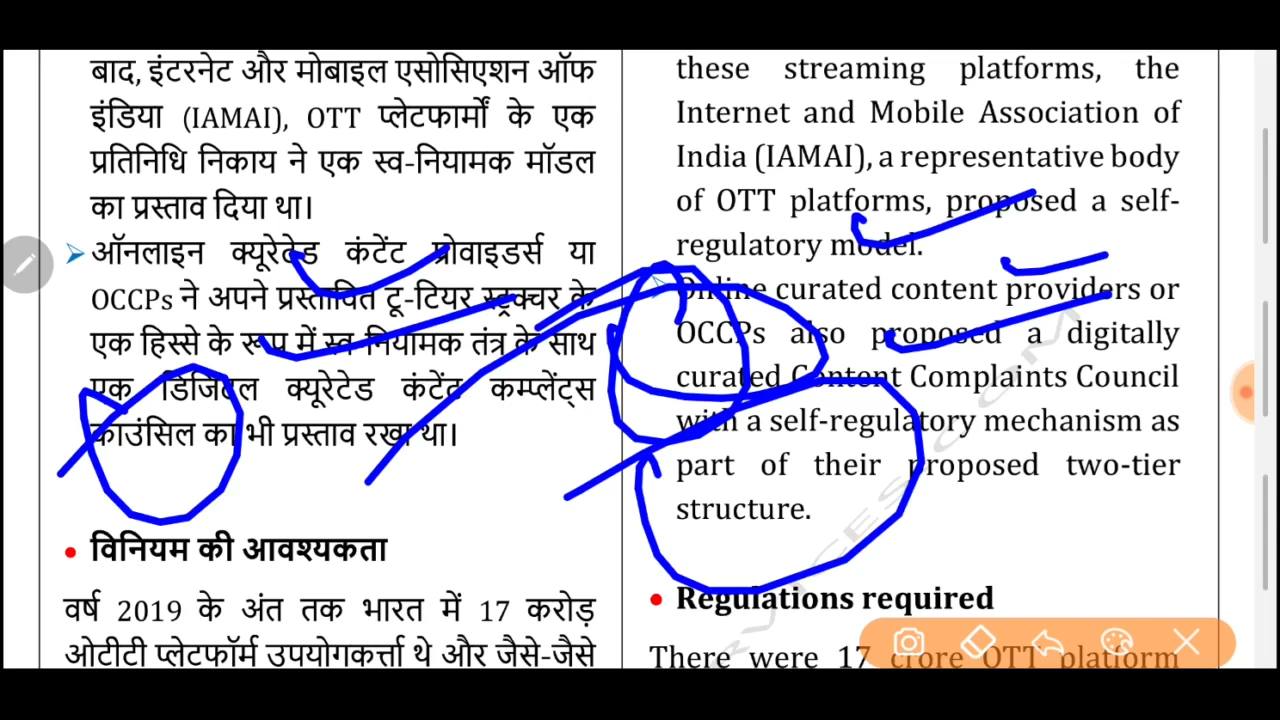 बाद, इंटरनेट और मोबाइल एसोसिएशन ऑफ
इंडिया (IAMAI), OTT प्लेटफार्मों के एक
प्रतिनिधि निकाय ने एक स्व-नियामक मॉडल
का प्रस्ताव दिया था।
ऑनलाइन क्यूरेटेड कंटेंट प्रोवाइडर्स या
OCCPs ने अपने प्रस्तावित टू-टियर स्ट्रक्चर के
एक हिस्से के रूप में स्व-नियामक तंत्र के साथ
एक डिजिटल क्यूरेटेड कंटेंट कम्प्लेंट्स
काउंसिल का भी प्रस्ताव रखा था।
• विनियम की आवश्यकता
वर्ष 2019 के अंत तक भारत में 17 करोड़
ओटीटी प्लेटफॉर्म उपयोगकर्त्ता थे और जैसे-जैसे
these streaming platforms, the
Internet and Mobile Association of
India (IAMAI), a representative body
of OTT platforms, proposed a self-
regulatory model.
Online curated content providers or
OCCPs also proposed a digitally
curated Content Complaints Council
with a self-regulatory mechanism as
part of their proposed two-tier
structure.
• Regulations required
There were 17 crore OTT platform